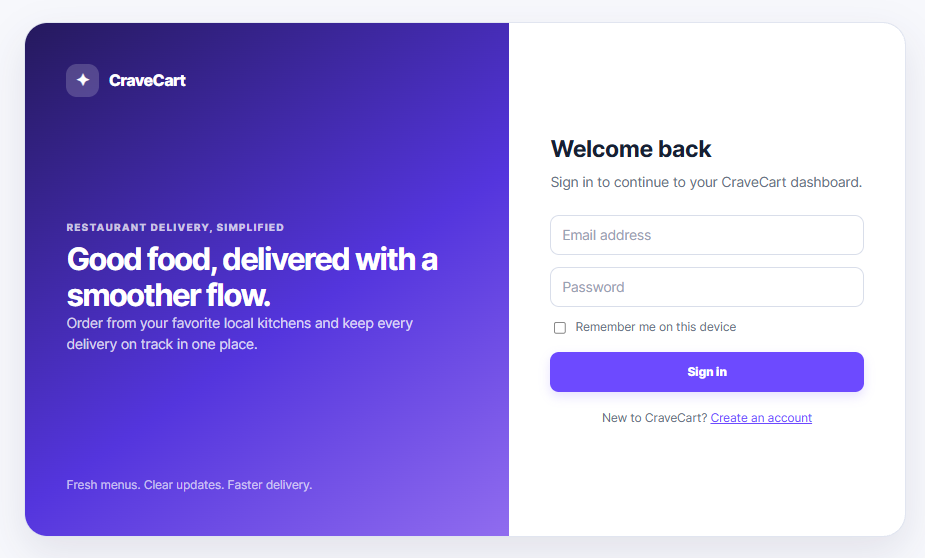 CraveCart
RESTAURANT DELIVERY, SIMPLIFIED
Good food, delivered with a
smoother flow.
Order from your favorite local kitchens and keep every
delivery on track in one place.
Fresh menus. Clear updates. Faster delivery.
Welcome back
Sign in to continue to your CraveCart dashboard.
Email address
Password
Remember me on this device
Sign in
New to CraveCart? Create an account